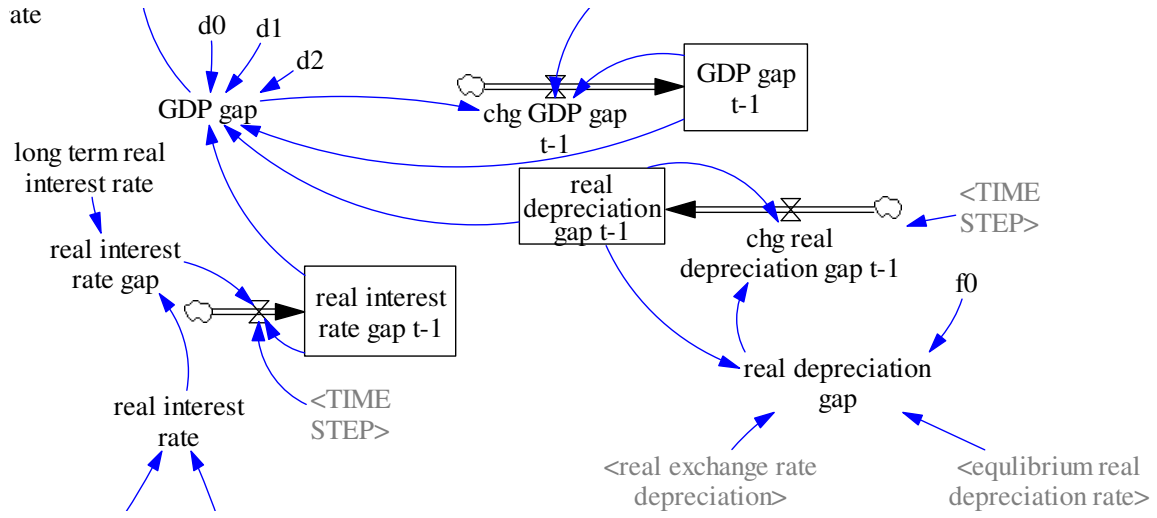 ate
d0
d1
d2
GDP gap
chg GDP gap
t-1
GDP gap
t-1
long term real
interest rate
real
depreciation
gap t-1
<TIME
STEP>
real interest
rate gap
chg real
depreciation gap t-1
real interest
rate gap t-1
f0
real depreciation
gap
real interest
rate
<TIME
STEP>
<real exchange rate
depreciation>
<equlibrium real
depreciation rate>